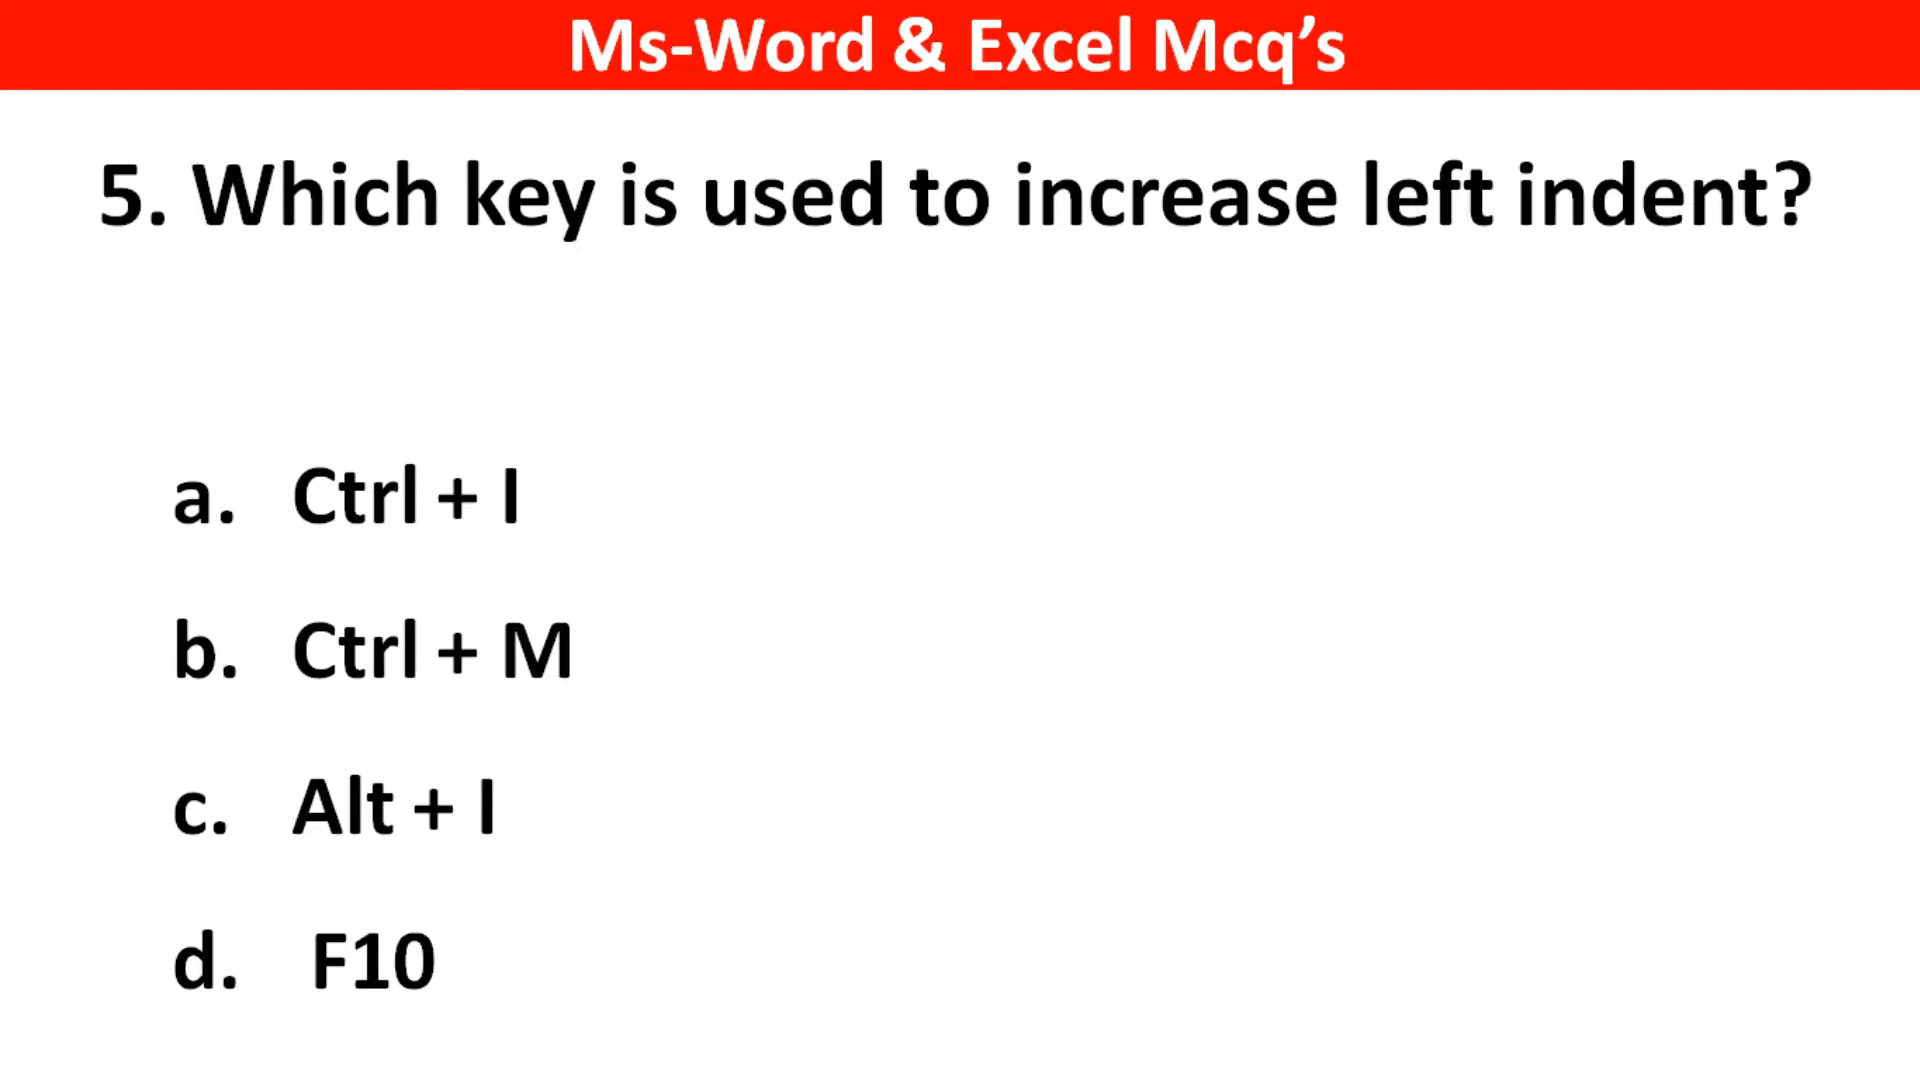 Ms-Word & Excel Mcq’s
5. Which key is used to increase left indent?
a. Ctrl + I
b. Ctrl + M
c. Alt + I
d. F10